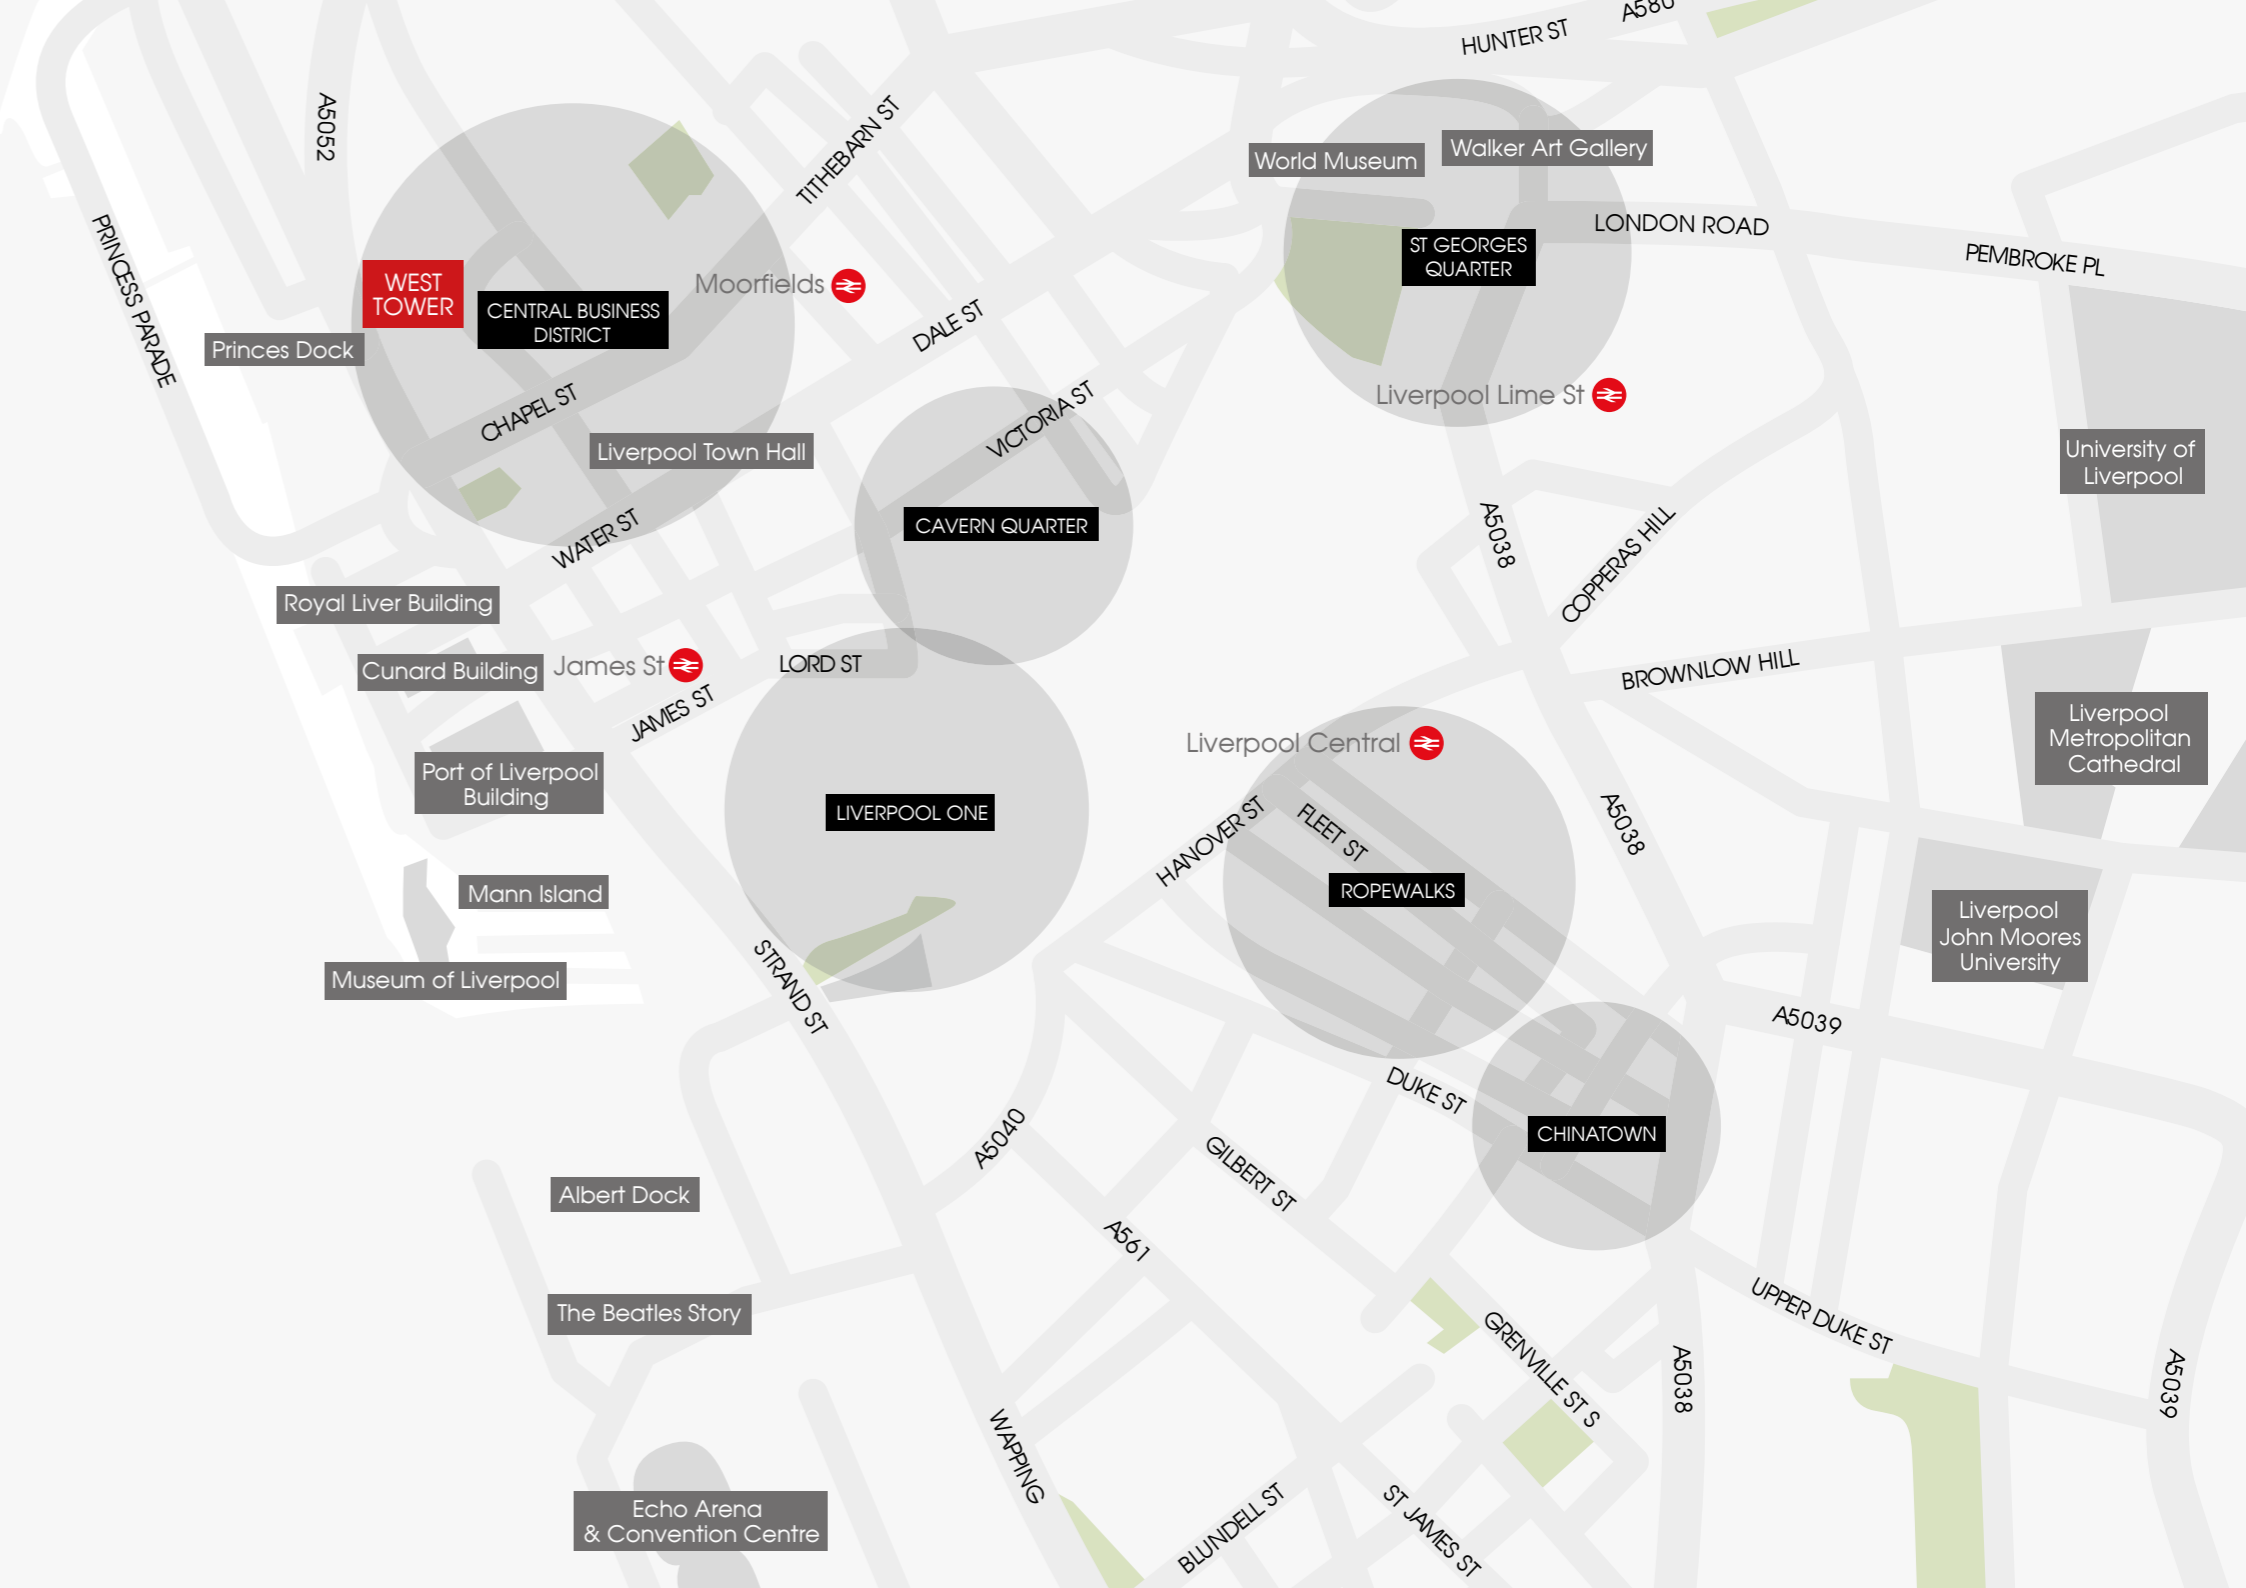 A580
HUNTER ST
A5052
TITHEBARN ST
World Museum
Walker Art Gallery
LONDON ROAD
PEMBROKE PL
PRINCESS PARADE
WEST
TOWER
CENTRAL BUSINESS
DISTRICT
Moorfields
ST GEORGES
QUARTER
Princes Dock
DALE ST
CHAPEL ST
VICTORIA ST
Liverpool Lime St
Liverpool Town Hall
University of
Liverpool
WATER ST
CAVERN QUARTER
A5038
COPPERAS HILL
Royal Liver Building
Cunard Building
James St
LORD ST
JAMES ST
BROWNLOW HILL
Liverpool
Metropolitan
Cathedral
Liverpool Central
Port of Liverpool
Building
LIVERPOOL ONE
HANOVER ST
FLEET ST
A5038
ROPEWALKS
Mann Island
Liverpool
John Moores
University
Museum of Liverpool
STRAND ST
A5039
DUKE ST
A5040
CHINATOWN
GILBERT ST
Albert Dock
A561
The Beatles Story
UPPER DUKE ST
GRENVILLE ST S
A5038
A5039
WAPPING
Echo Arena
& Convention Centre
BLUNDELL ST
ST JAMES ST